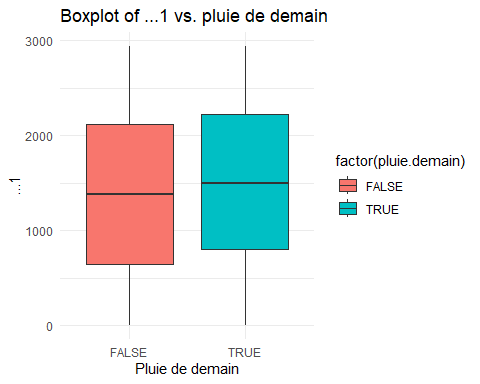 Boxplot of ...1 vs. pluie de demain
3000
2000
1000
0
...1
FALSE
TRUE
Pluie de demain
factor(pluie.demain)
FALSE
TRUE